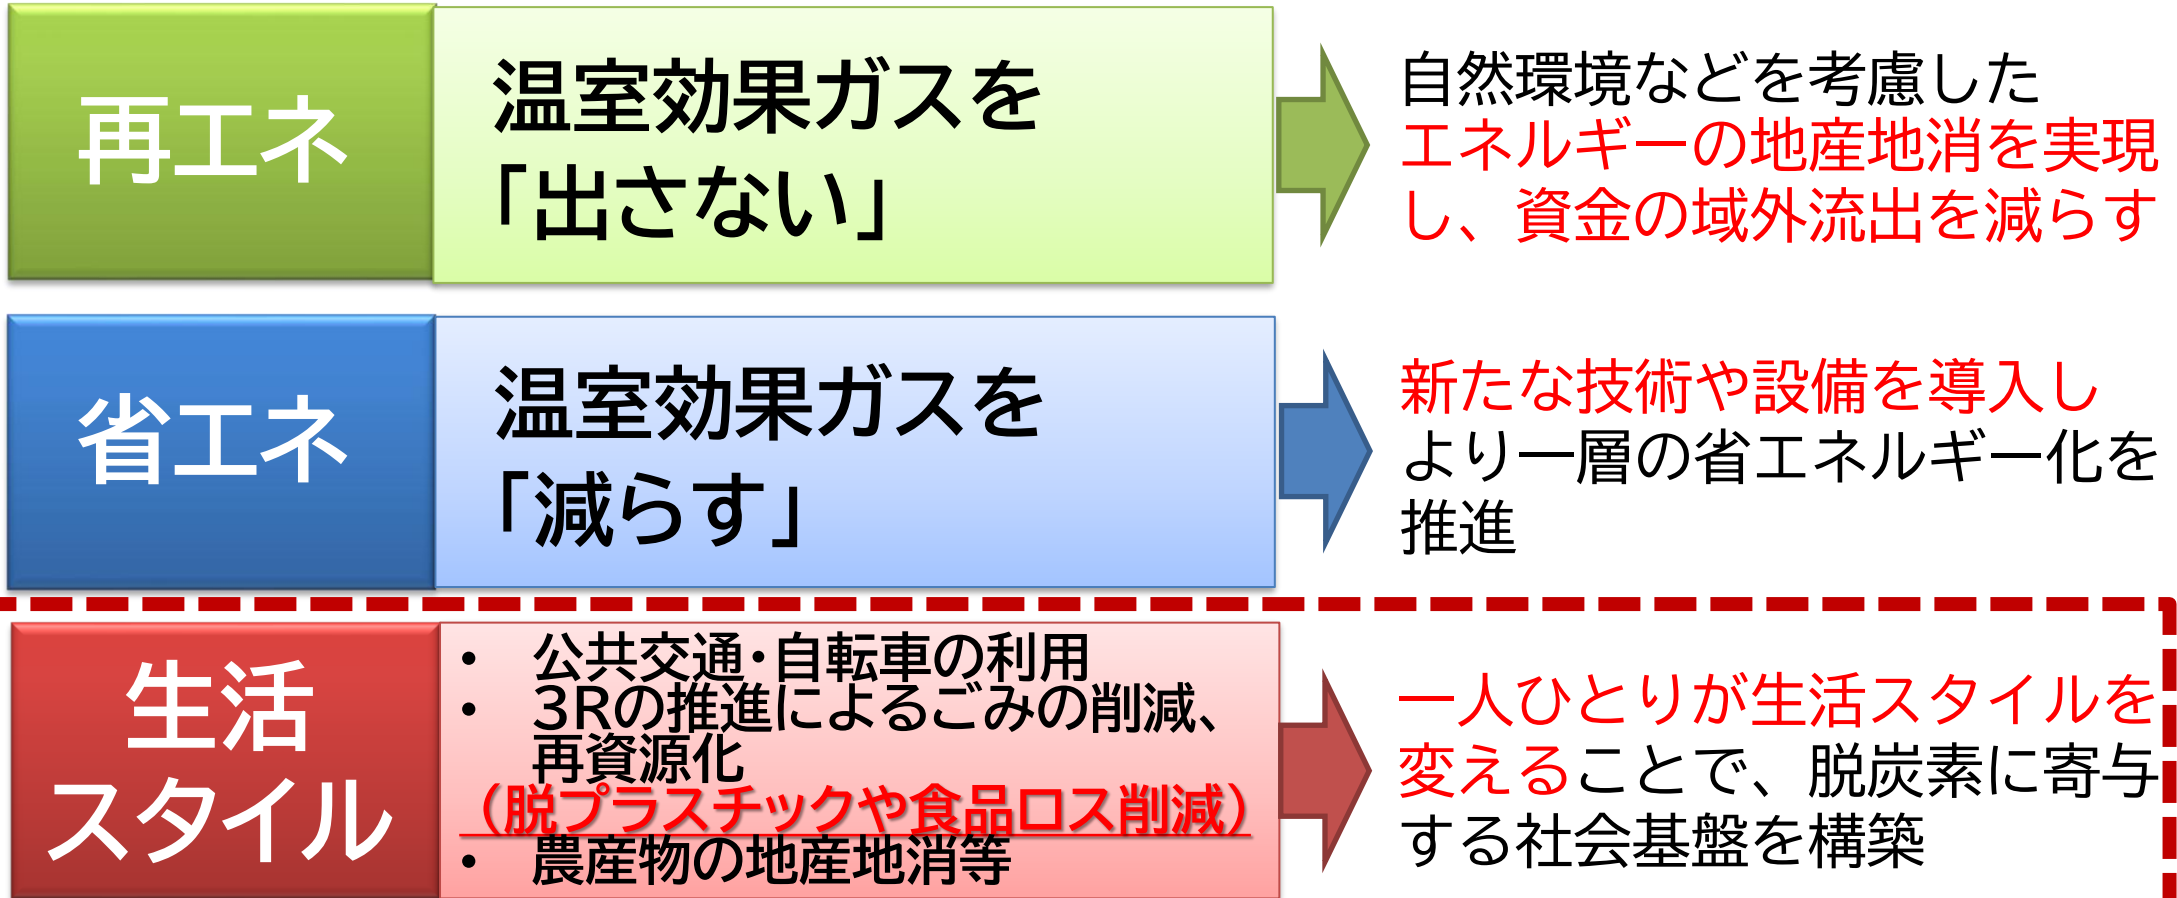 再エネ
温室効果ガスを
「出さない」
自然環境などを考慮した
エネルギーの地産地消を実現
し、資金の域外流出を減らす
省エネ
温室効果ガスを
「減らす」
新たな技術や設備を導入し
より一層の省エネルギー化を
推進
生活
スタイル
• 公共交通・自転車の利用
• 3Rの推進によるごみの削減、
再資源化
（脱プラスチックや食品ロス削減）
• 農産物の地産地消等
一人ひとりが生活スタイルを
変えることで、脱炭素に寄与
する社会基盤を構築